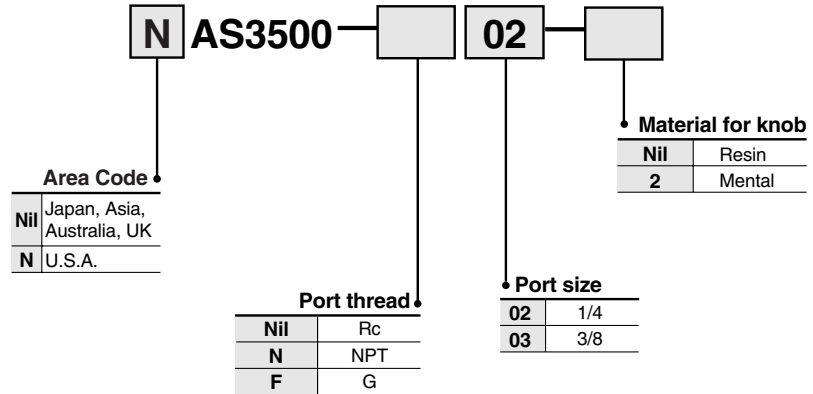 N AS3500 — 02 —
Material for knob
Nil Resin
2 Mental
Area Code
Nil Japan, Asia,
Australia, UK
N U.S.A.
Port thread
Nil Rc
N NPT
F G
Port size
02 1/4
03 3/8